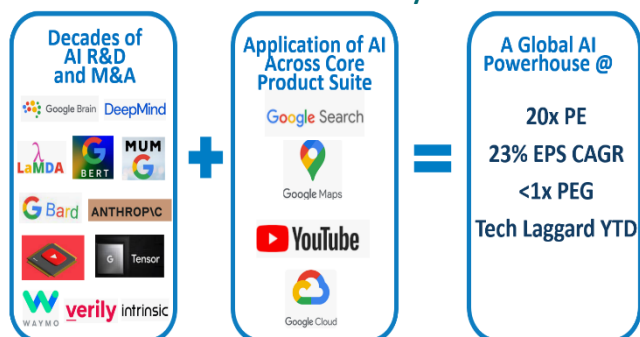 Decades of
AI R&D
and M&A
Google Brain DeepMind
LaMDA
G
BERT
MUM
G
G Bard
ANTHROP\C
G Tensor
WAYMO
verily
intrinsic
+
Application of AI
Across Core
Product Suite
Google Search
Google Maps
YouTube
Google Cloud
=
A Global AI
Powerhouse @
20x PE
23% EPS CAGR
<1x PEG
Tech Laggard YTD